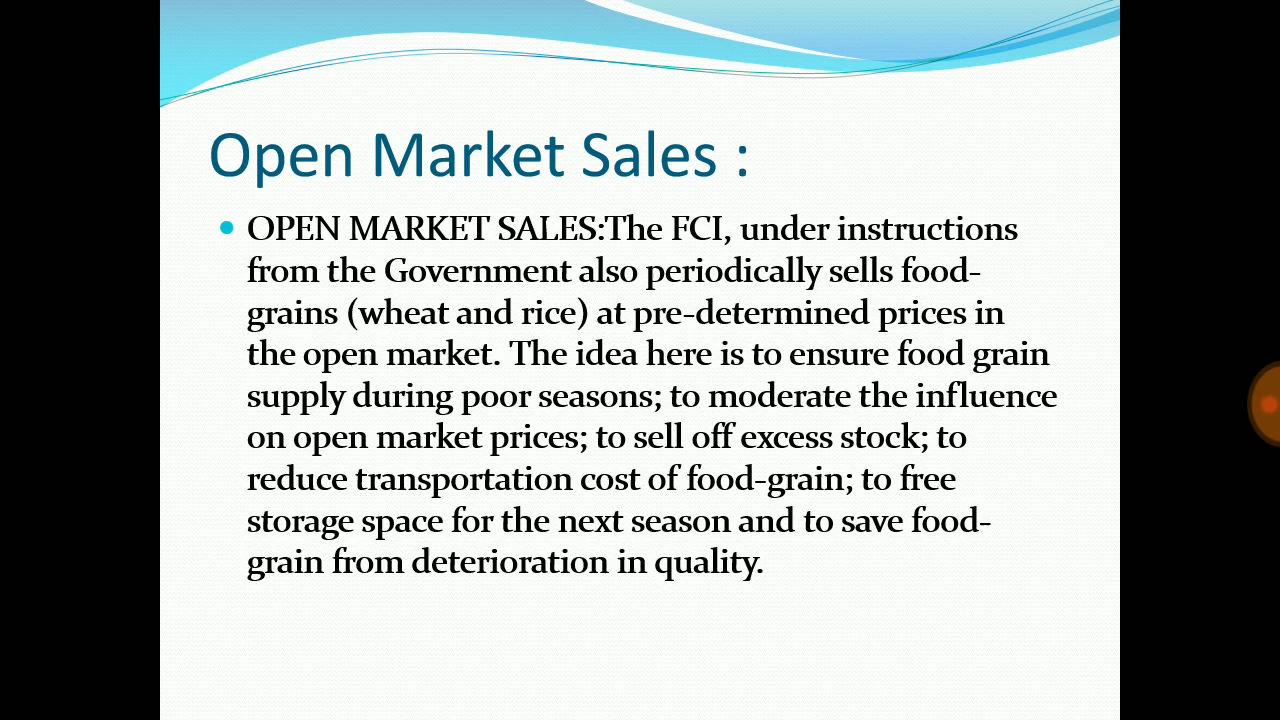 Open Market Sales :
OPEN MARKET SALES:The FCI, under instructions
from the Government also periodically sells food-
grains (wheat and rice) at pre-determined prices in
the open market. The idea here is to ensure food grain
supply during poor seasons; to moderate the influence
on open market prices; to sell off excess stock; to
reduce transportation cost of food-grain; to free
storage space for the next season and to save food-
grain from deterioration in quality.